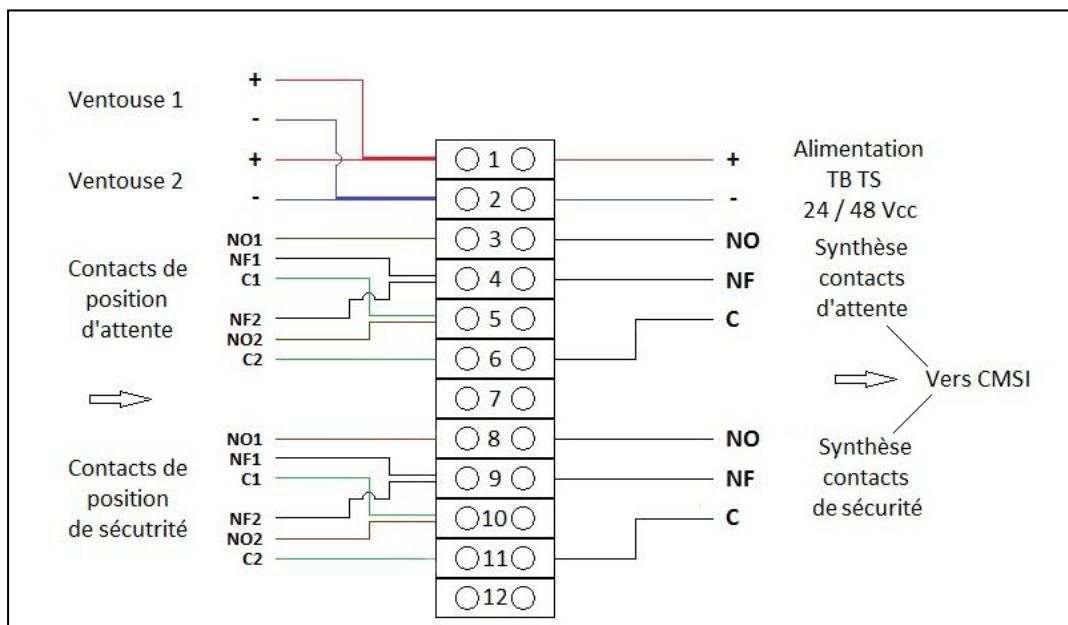 Ventouse 1
+
-
Ventouse 2
+
-
Contacts de
position
d'attente
NO1
NF1
C1
NF2
NO2
C2
Contacts de
position
de sécutrité
NO1
NF1
C1
NF2
NO2
C2
1
2
3
4
5
6
7
8
9
10
11
12
+
-
NO
NF
C
NO
NF
C
Alimentation
TB TS
24 / 48 Vcc
Synthèse
contacts
d'attente
Vers CMSI
Synthèse
contacts
de sécurité